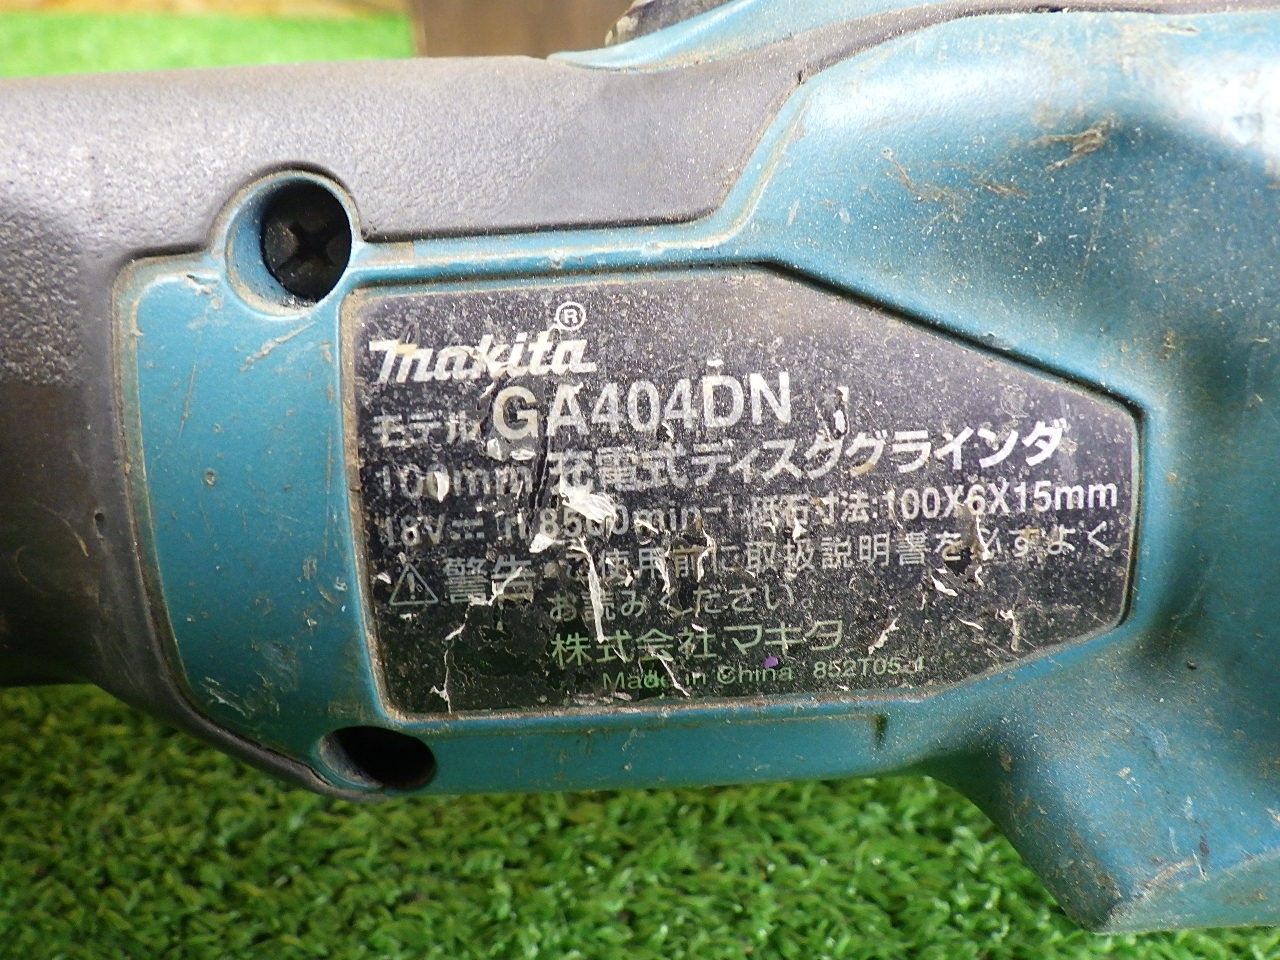 makita®
モデル GA404DN
100mm 充電式ディスクグラインダ
18V⎓ n 8500min⁻¹ 砥石寸法:100X6X15mm
⚠警告 ご使用前に取扱説明書を必ずよく
お読みください。
株式会社マキタ
Made in China 852T05-1